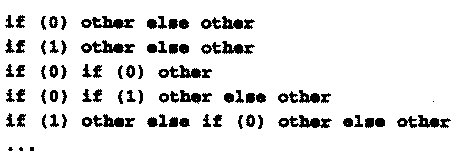 if (0) other else other
if (1) other else other
if (0) if (0) other
if (0) if (1) other else other
if (1) other else if (0) other else other